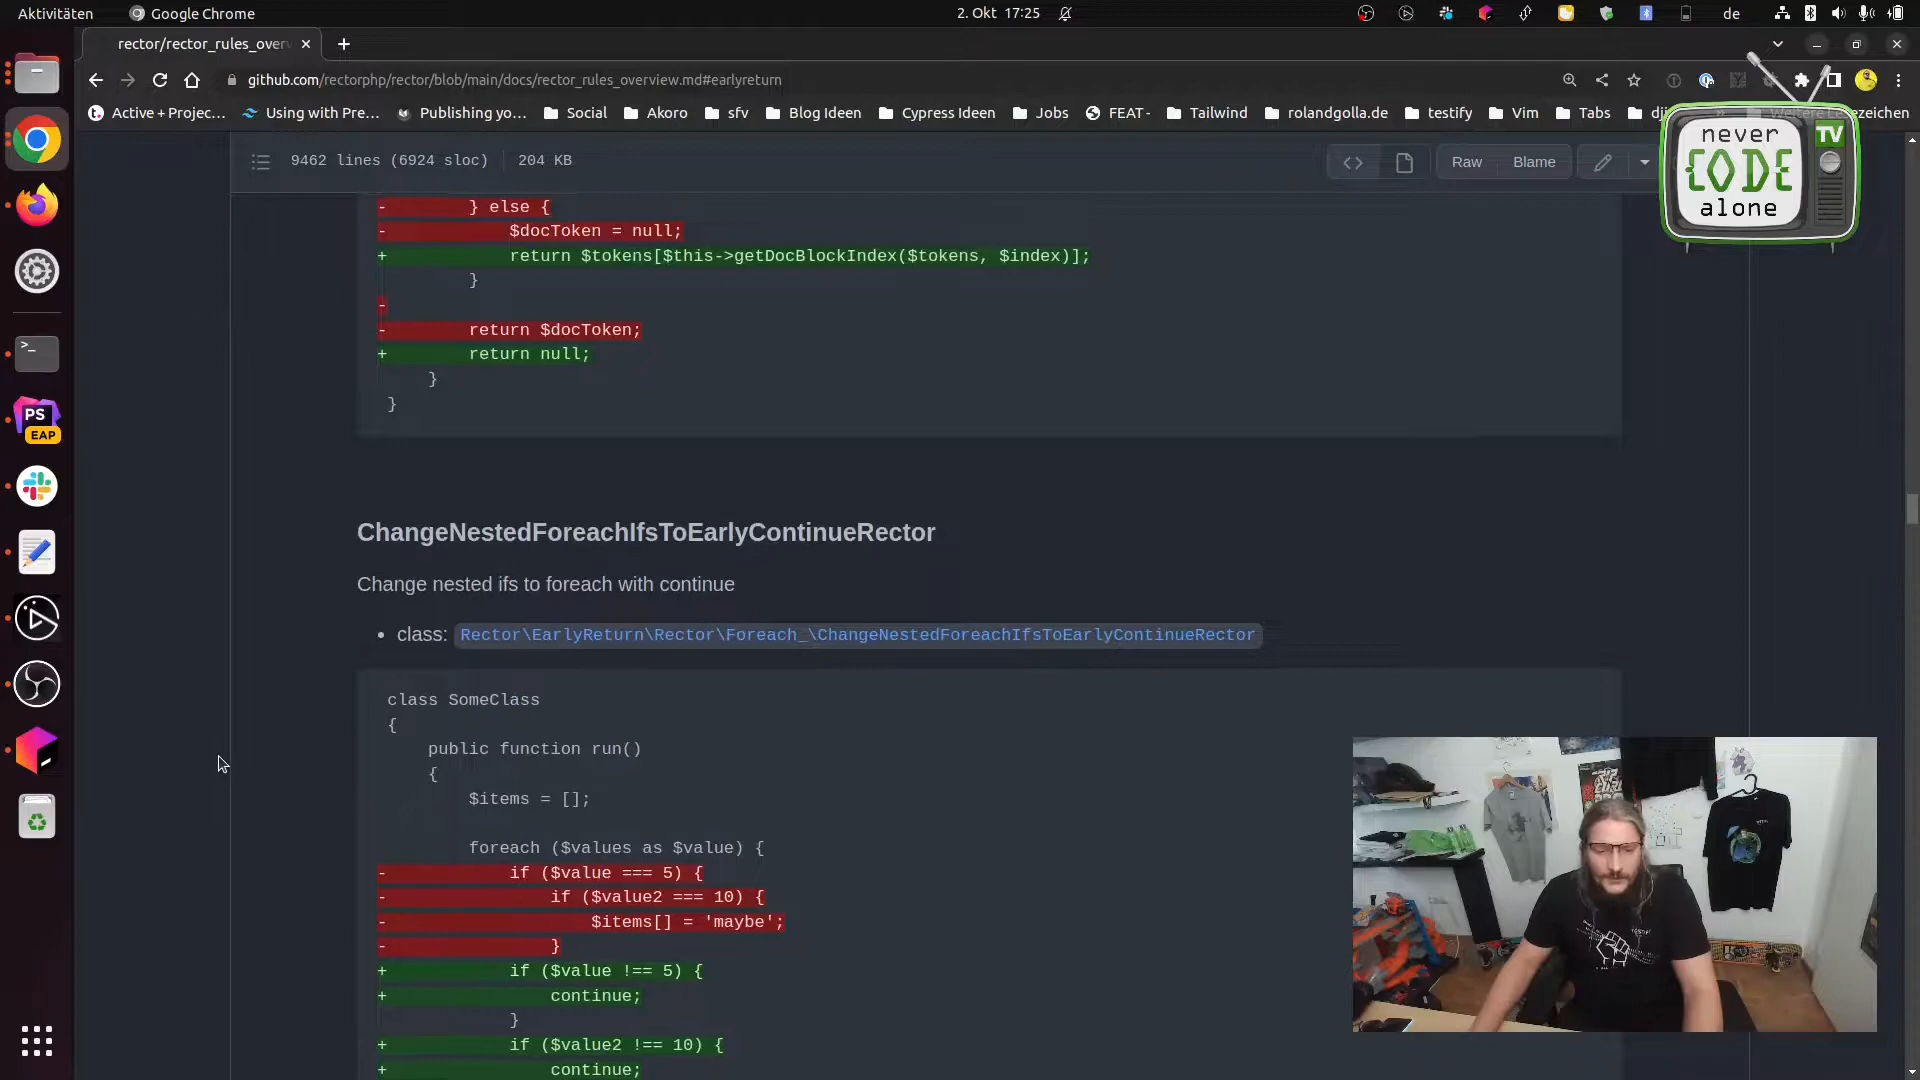 Aktivitäten
Google Chrome
2. Okt 17:25
de
rector/rector_rules_over
github.com/rectorphp/rector/blob/main/docs/rector_rules_overview.md#earlyreturn
Active + Projec...
Using with Pre...
Publishing yo...
Social
Akoro
sfv
Blog Ideen
Cypress Ideen
Jobs
FEAT-
Tailwind
rolandgolla.de
testify
Vim
Tabs
Weitere Lesezeichen
never
CODE
alone
TV
9462 lines (6924 sloc)
204 KB
Raw
Blame
- } else {
- $docToken = null;
+ return $tokens[$this->getDocBlockIndex($tokens, $index)];
}
-
- return $docToken;
+ return null;
}
}
ChangeNestedForeachIfsToEarlyContinueRector
Change nested ifs to foreach with continue
• class: Rector\EarlyReturn\Rector\Foreach_\ChangeNestedForeachIfsToEarlyContinueRector
class SomeClass
{
public function run()
{
$items = [];
foreach ($values as $value) {
- if ($value === 5) {
- if ($value2 === 10) {
- $items[] = 'maybe';
- }
+ if ($value !== 5) {
+ continue;
}
+ if ($value2 !== 10) {
+ continue;
PS
EAP